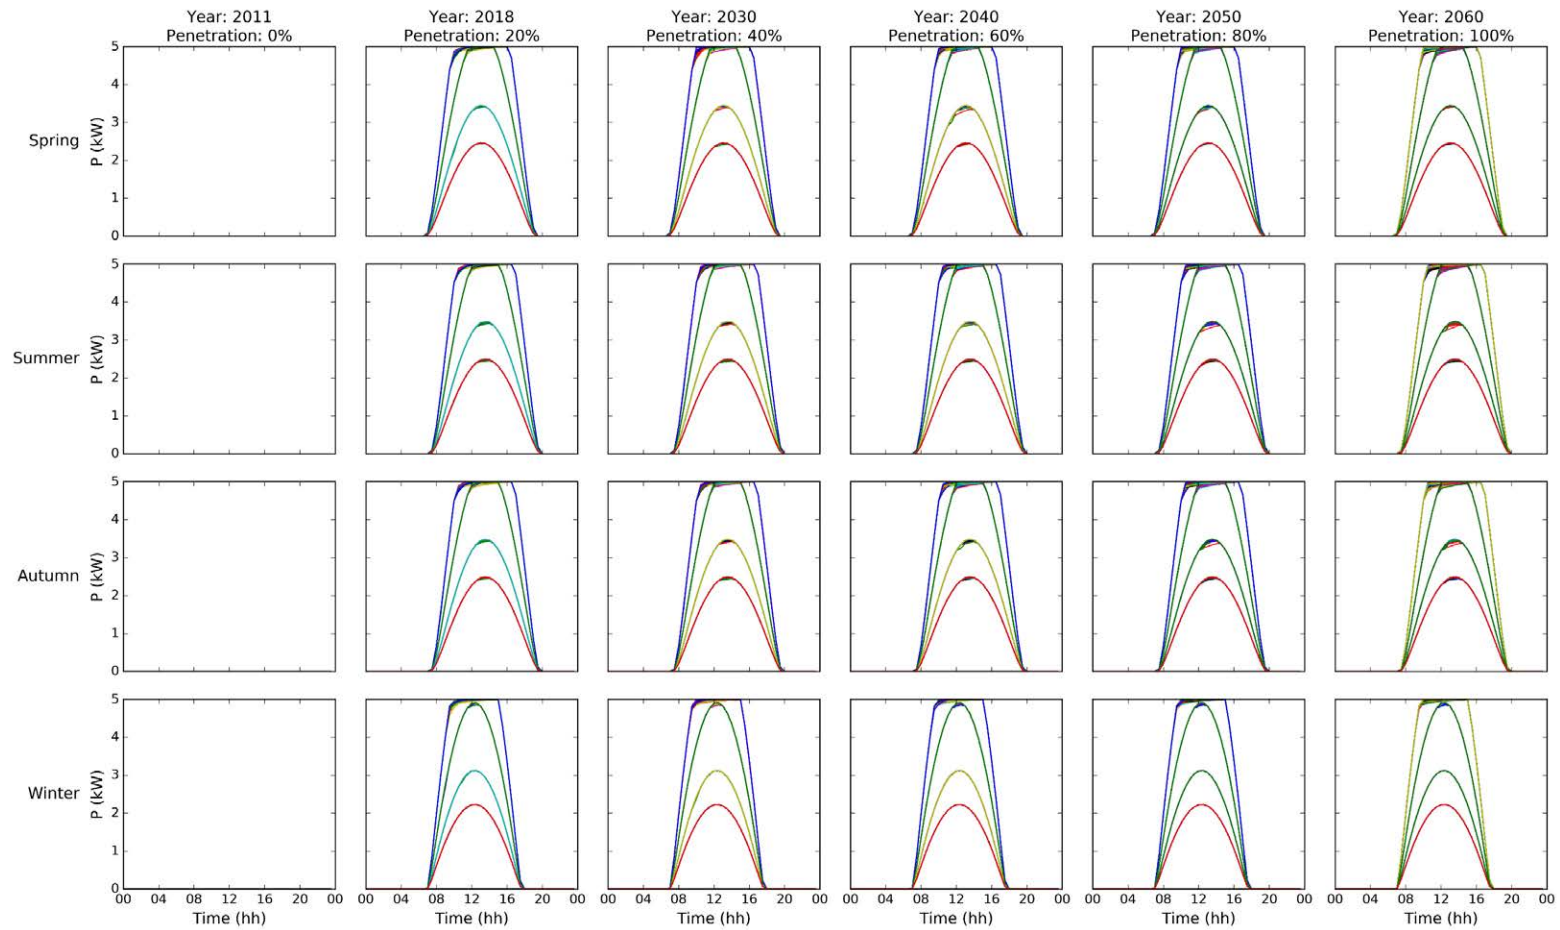 Year: 2011 Year: 2018 Year: 2030 Year: 2040 Year: 2050 Year: 2060
Penetration: 0% Penetration: 20% Penetration: 40% Penetration: 60% Penetration: 80% Penetration: 100%
5
4
3
Spring
P (kW)
2
1
0
5
4
3
Summer
P (kW)
2
1
0
5
4
3
Autumn
P (kW)
2
1
0
5
4
3
Winter
P (kW)
2
1
0
00 04 08 12 16 20 00 00 04 08 12 16 20 00 00 04 08 12 16 20 00 00 04 08 12 16 20 00 00 04 08 12 16 20 00 00 04 08 12 16 20 00
Time (hh) Time (hh) Time (hh) Time (hh) Time (hh) Time (hh)